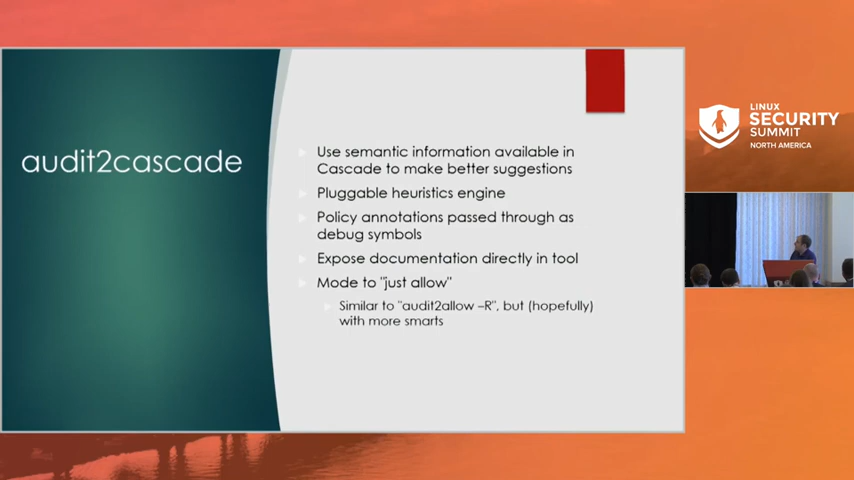 audit2cascade
Use semantic information available in
Cascade to make better suggestions
Pluggable heuristics engine
Policy annotations passed through as
debug symbols
Expose documentation directly in tool
Mode to "just allow"
Similar to "audit2allow –R", but (hopefully)
with more smarts
LINUX
SECURITY
SUMMIT
NORTH AMERICA